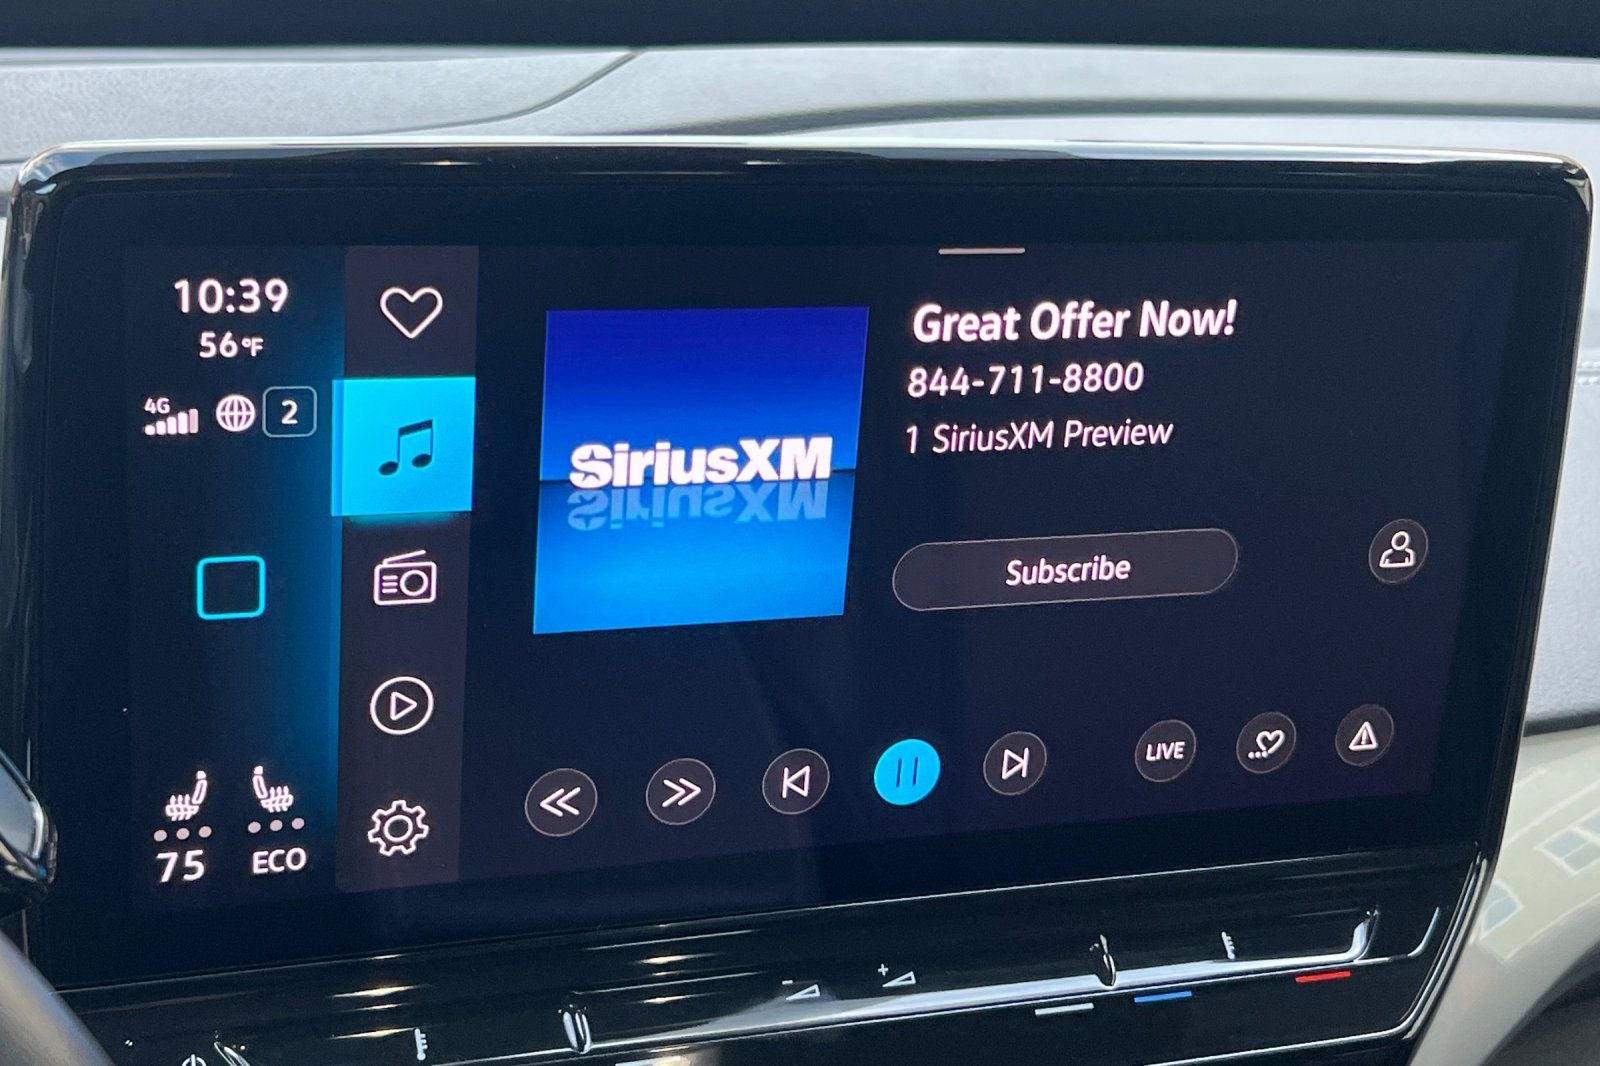 10:39
56°F
4G
2
75
ECO
SiriusXM
Great Offer Now!
844-711-8800
1 SiriusXM Preview
Subscribe
LIVE